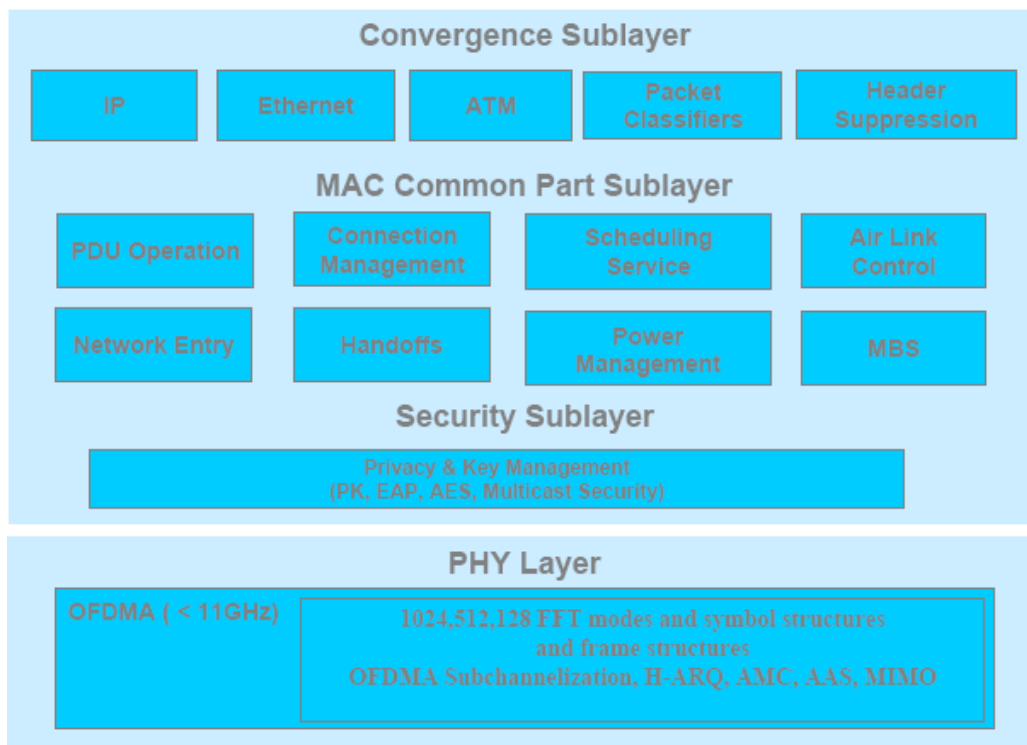 Convergence Sublayer
IP
Ethernet
ATM
Packet
Classifiers
Header
Suppression
MAC Common Part Sublayer
PDU Operation
Connection
Management
Scheduling
Service
Air Link
Control
Network Entry
Handoffs
Power
Management
MBS
Security Sublayer
Privacy & Key Management
(PK, EAP, AES, Multicast Security)
PHY Layer
OFDMA ( < 11GHz)
1024,512,128 FFT modes and symbol structures
and frame structures
OFDMA Subchannelization, H-ARQ, AMC, AAS, MIMO